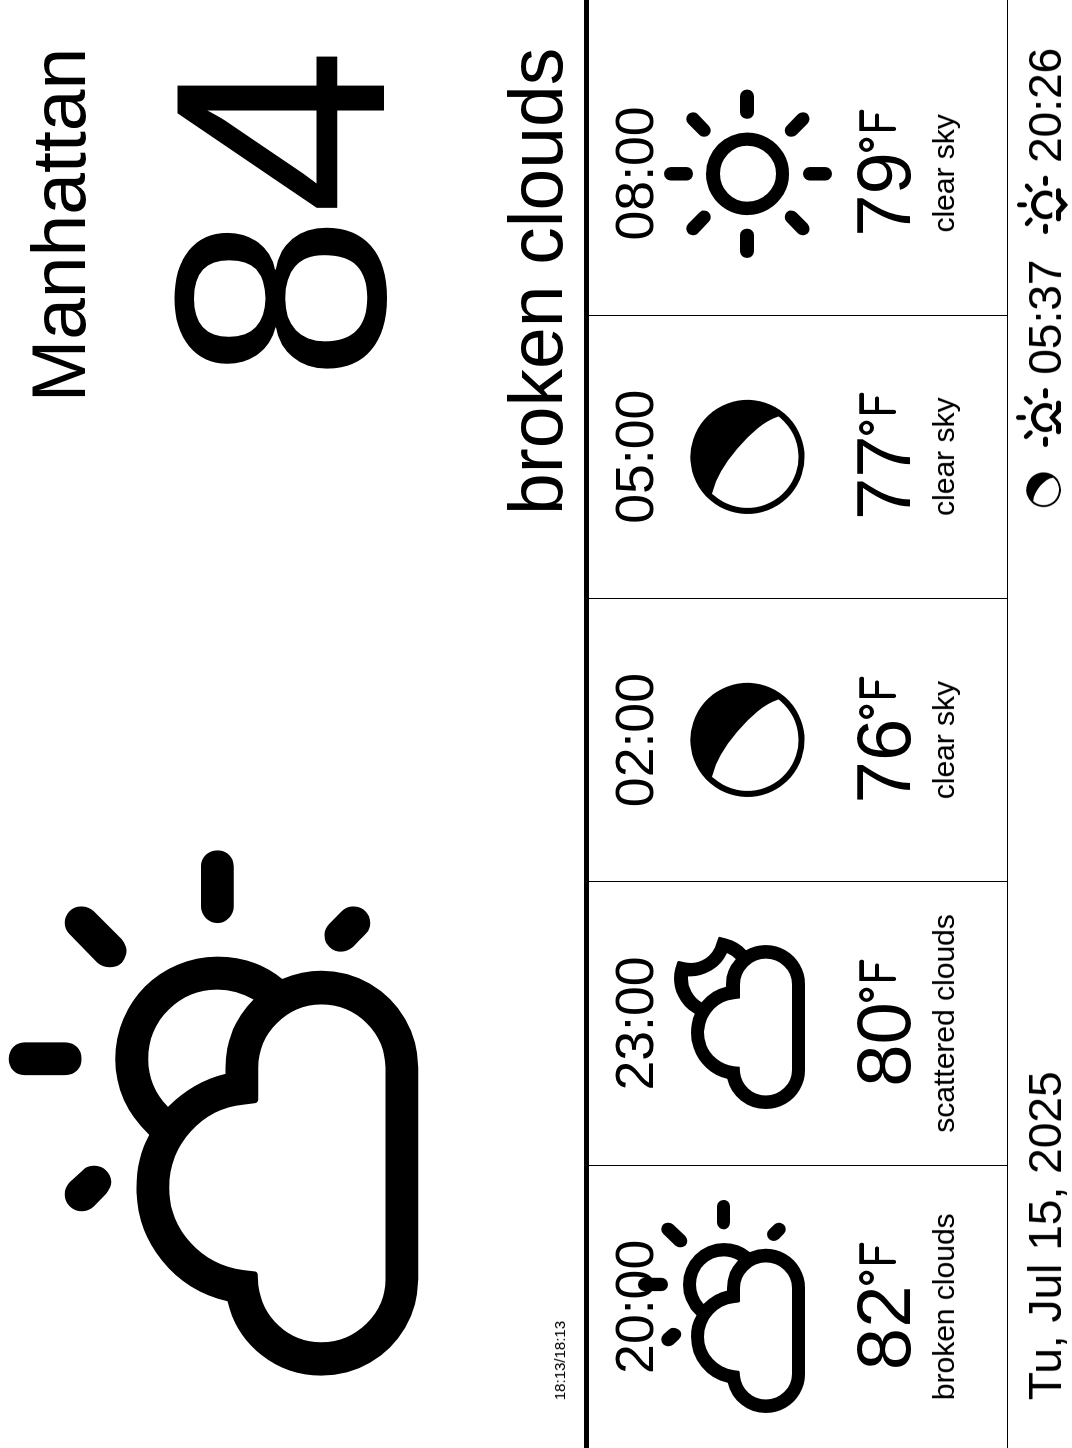 Manhattan
84
broken clouds
18:13/18:13
20:00 23:00 02:00 05:00 08:00
82°F 80°F 76°F 77°F 79°F
broken clouds scattered clouds clear sky clear sky clear sky
Tu, Jul 15, 2025 05:37 20:26